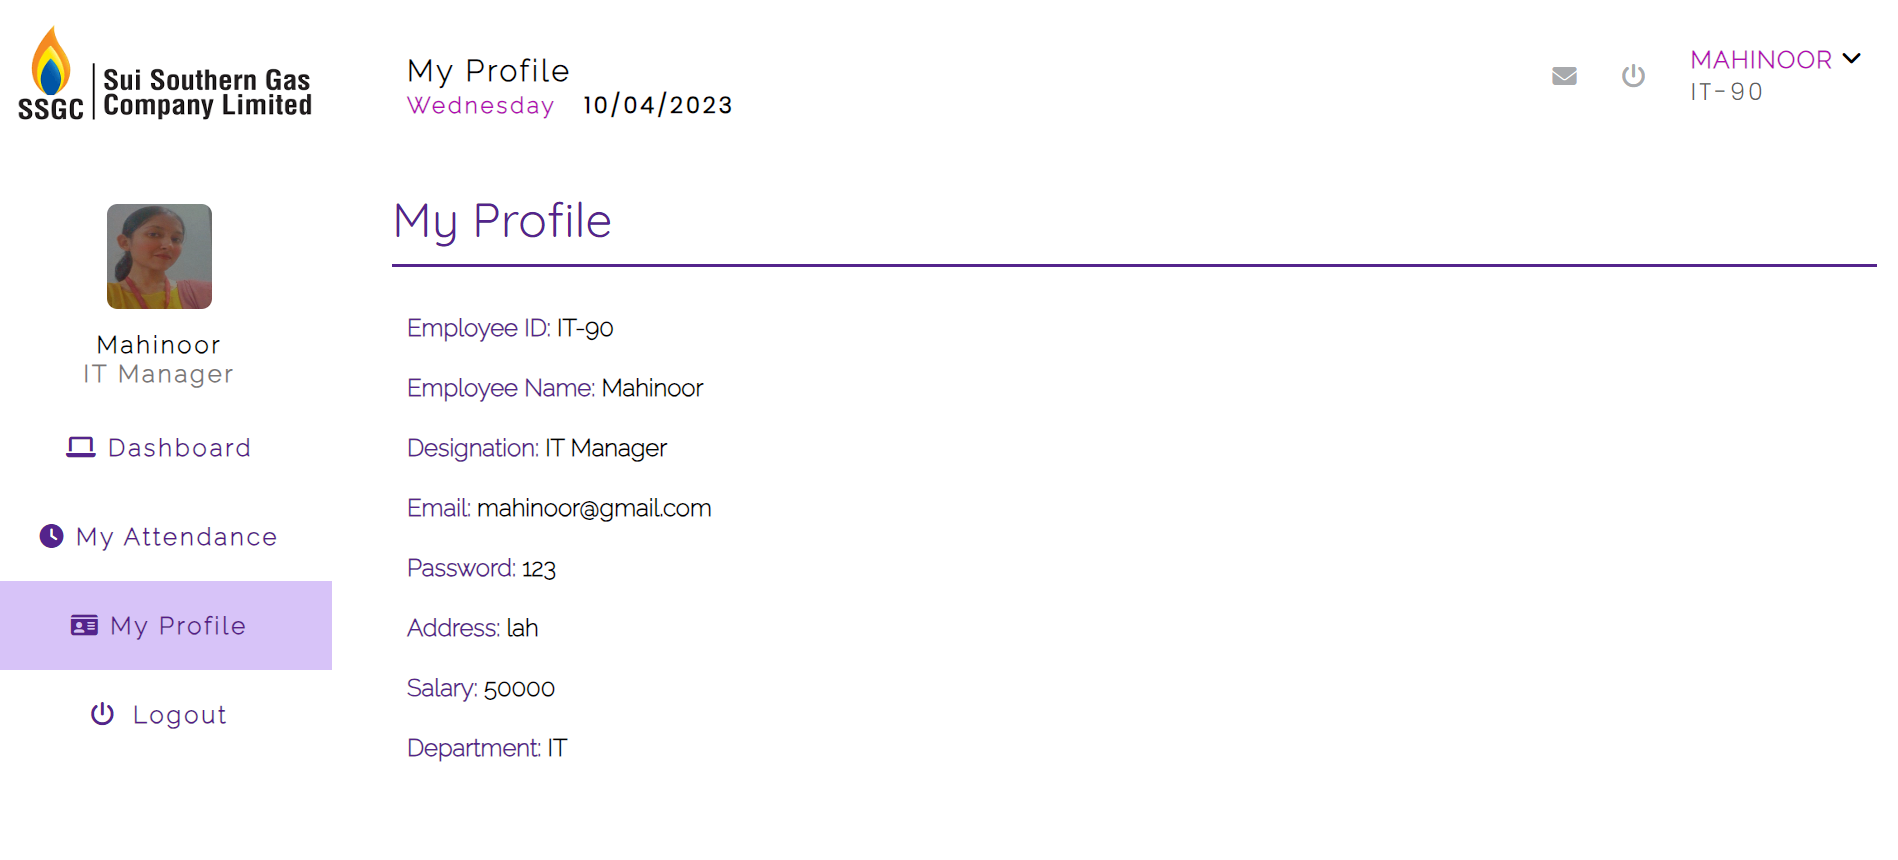 SSGC
Sui Southern Gas
Company Limited
My Profile
Wednesday 10/04/2023
MAHINOOR
IT-90
Mahinoor
IT Manager
Dashboard
My Attendance
My Profile
Logout
My Profile
Employee ID: IT-90
Employee Name: Mahinoor
Designation: IT Manager
Email: mahinoor@gmail.com
Password: 123
Address: lah
Salary: 50000
Department: IT